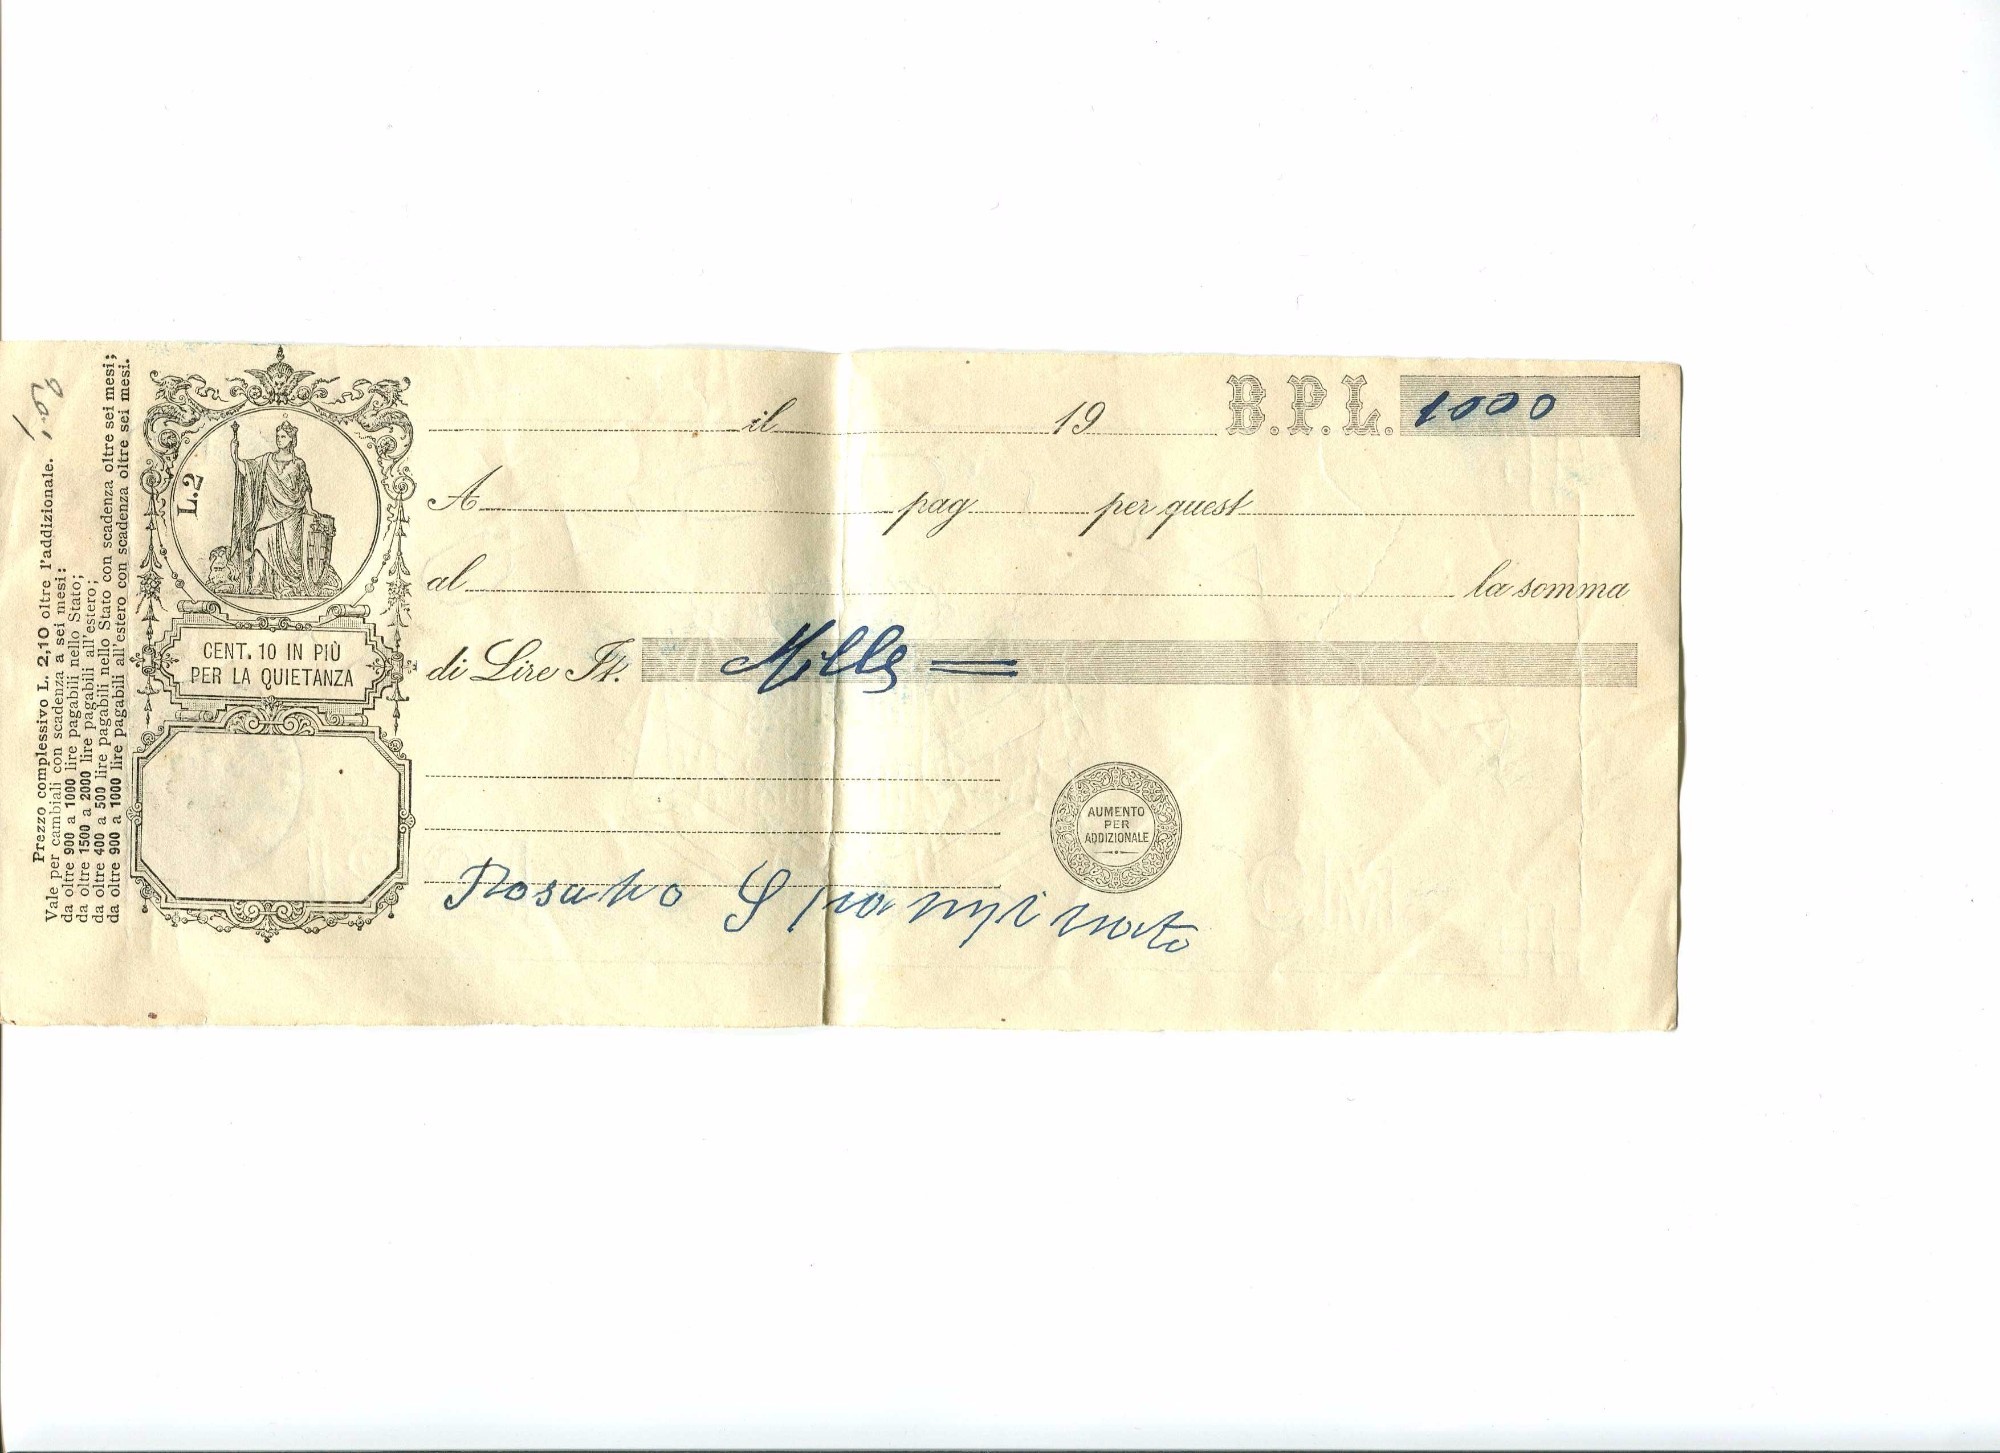 Prezzo complessivo L. 2,10 oltre l'addizionale.
Vale per cambiali con scadenza a sei mesi:
da oltre 900 a 1000 lire pagabili nello Stato;
da oltre 1500 a 2000 lire pagabili all'estero;
da oltre 400 a 500 lire pagabili nello Stato con scadenza oltre sei mesi;
da oltre 900 a 1000 lire pagabili all'estero con scadenza oltre sei mesi.
L.2
CENT. 10 IN PIÙ
PER LA QUIETANZA
il 19 B.P.L. 1000
A pag per quest
al la somma
di Lire It. Mille =
AUMENTO
PER
ADDIZIONALE
Rosario Spampinato